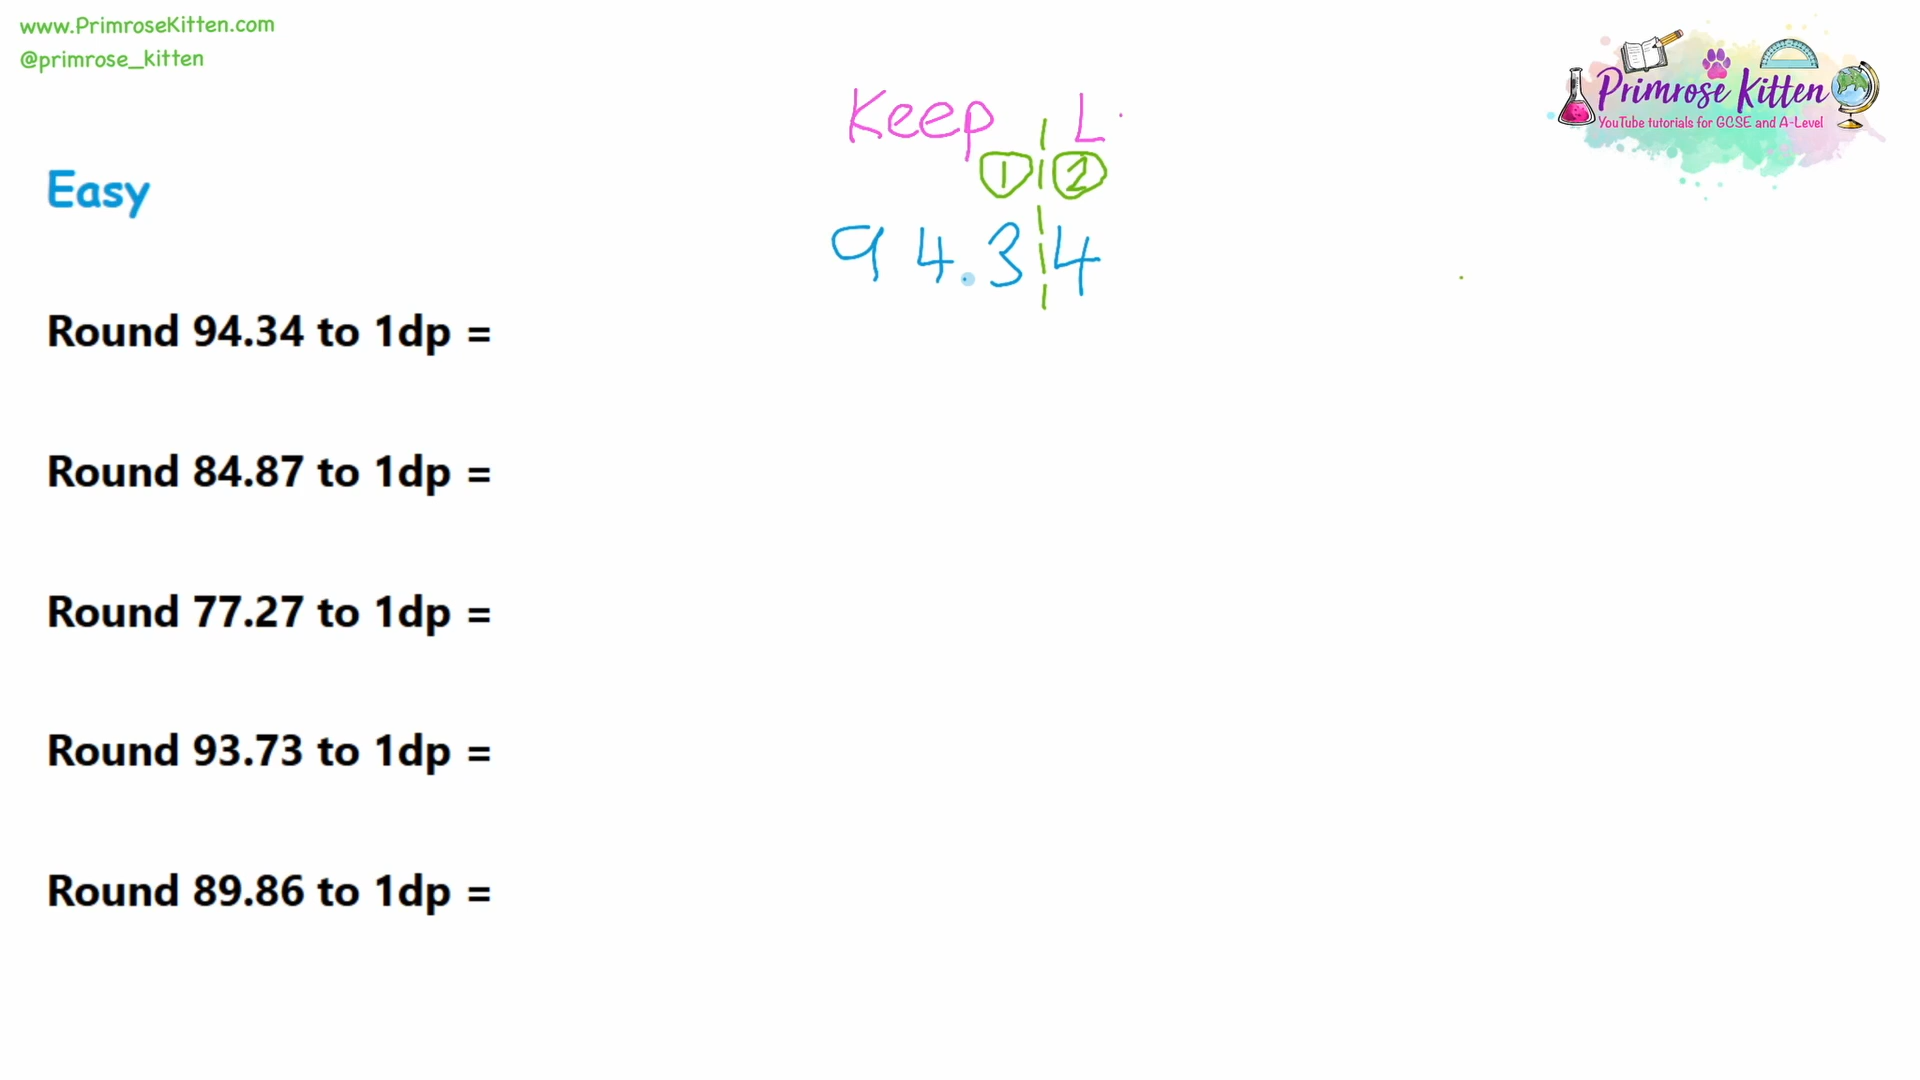 www.PrimroseKitten.com
@primrose_kitten
Primrose Kitten
YouTube tutorials for GCSE and A-Level
Keep L
1 2
94.34
Easy
Round 94.34 to 1dp =
Round 84.87 to 1dp =
Round 77.27 to 1dp =
Round 93.73 to 1dp =
Round 89.86 to 1dp =